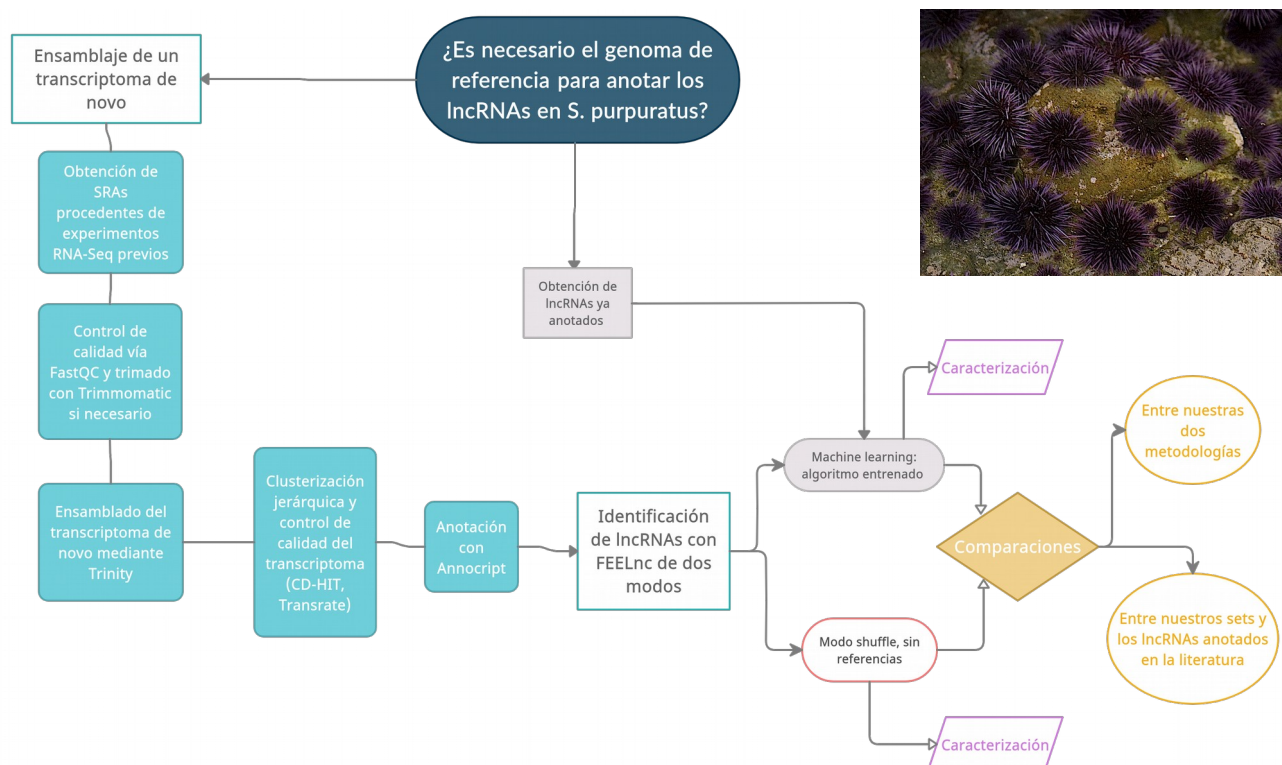 ¿Es necesario el genoma de
referencia para anotar los
lncRNAs en S. purpuratus?
Ensamblaje de un
transcriptoma de
novo
Obtención de
SRAs
procedentes de
experimentos
RNA-Seq previos
Control de
calidad vía
FastQC y trimado
con Trimmomatic
si necesario
Ensamblado del
transcriptoma de
novo mediante
Trinity
Clusterización
jerárquica y
control de
calidad del
transcriptoma
(CD-HIT,
Transrate)
Anotación
con
Annocript
Identificación
de lncRNAs con
FEELnc de dos
modos
Obtención de
lncRNAs ya
anotados
Machine learning:
algoritmo entrenado
Caracterización
Modo shuffle, sin
referencias
Caracterización
Comparaciones
Entre nuestras
dos
metodologías
Entre nuestros sets y
los lncRNAs anotados
en la literatura